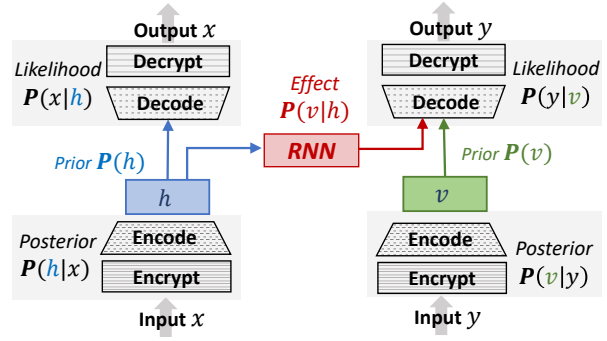 Output x
Decrypt
Likelihood
P(x|h)
Decode
Prior P(h)
h
Posterior
P(h|x)
Encode
Encrypt
Input x
Effect
P(v|h)
RNN
Output y
Decrypt
Likelihood
P(y|v)
Decode
Prior P(v)
v
Encode
Posterior
P(v|y)
Encrypt
Input y